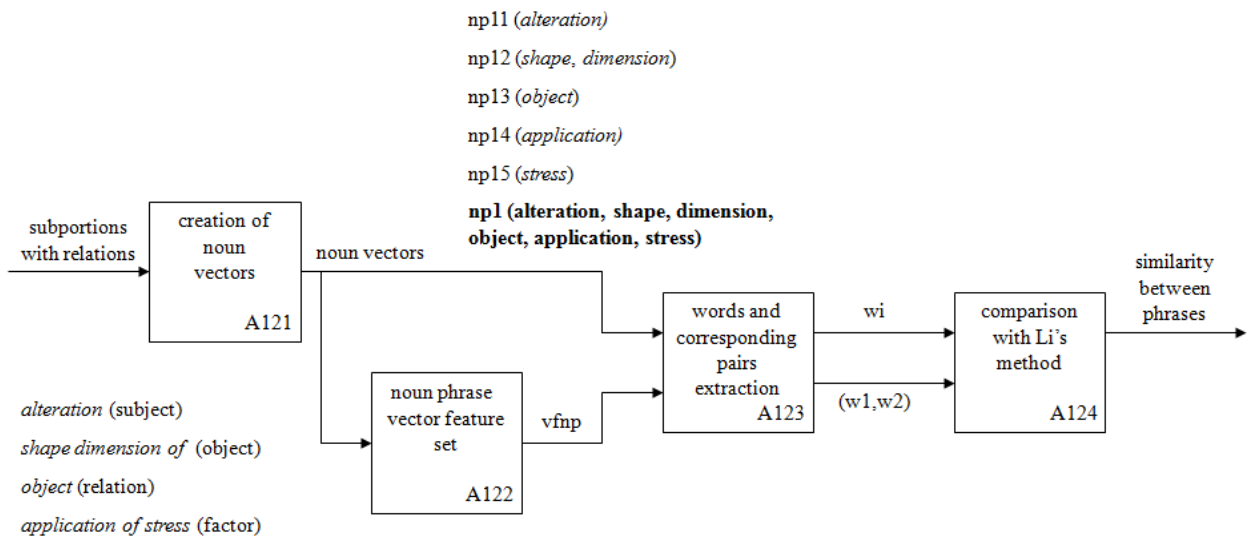 np11 (alteration)
np12 (shape, dimension)
np13 (object)
np14 (application)
np15 (stress)
np1 (alteration, shape, dimension,
object, application, stress)
subportions
with relations
creation of
noun
vectors
A121
noun vectors
noun phrase
vector feature
set
A122
vfnp
words and
corresponding
pairs
extraction
A123
wi
(w1,w2)
comparison
with Li's
method
A124
similarity
between
phrases
alteration (subject)
shape dimension of (object)
object (relation)
application of stress (factor)